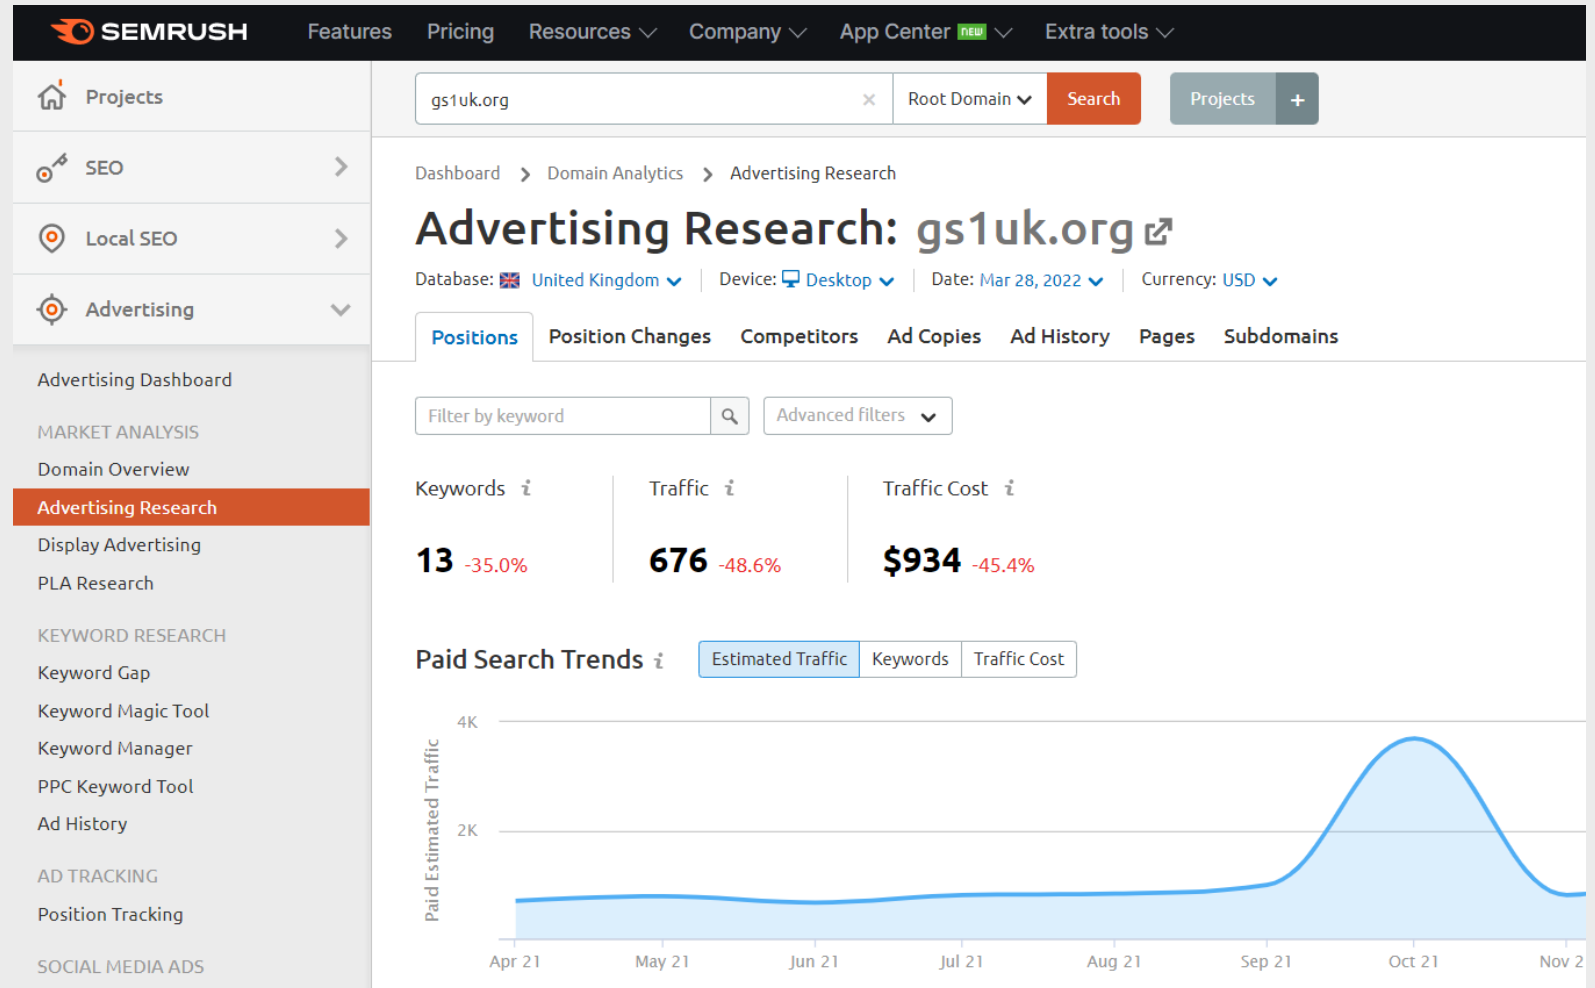 SEMRUSH Features Pricing Resources Company App Center NEW Extra tools
Projects
SEO
Local SEO
Advertising
Advertising Dashboard
MARKET ANALYSIS
Domain Overview
Advertising Research
Display Advertising
PLA Research
KEYWORD RESEARCH
Keyword Gap
Keyword Magic Tool
Keyword Manager
PPC Keyword Tool
Ad History
AD TRACKING
Position Tracking
SOCIAL MEDIA ADS
gs1uk.org × Root Domain Search Projects +
Dashboard > Domain Analytics > Advertising Research
Advertising Research: gs1uk.org
Database: United Kingdom Device: Desktop Date: Mar 28, 2022 Currency: USD
Positions Position Changes Competitors Ad Copies Ad History Pages Subdomains
Filter by keyword Advanced filters
Keywords i Traffic i Traffic Cost i
13 -35.0% 676 -48.6% $934 -45.4%
Paid Search Trends i Estimated Traffic Keywords Traffic Cost
Paid Estimated Traffic
4K
2K
Apr 21 May 21 Jun 21 Jul 21 Aug 21 Sep 21 Oct 21 Nov 2